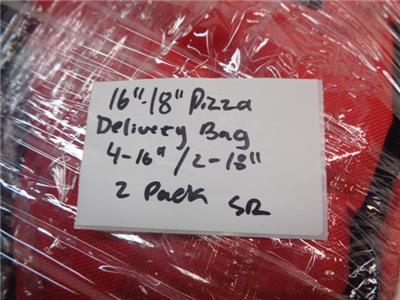 16"-18" Pizza
Delivery Bag
4-16" / 2-18"
2 Pack SR